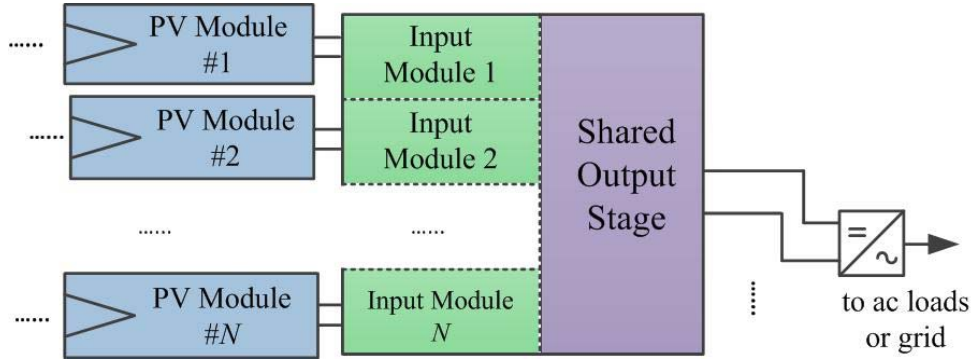 PV Module
#1
Input
Module 1
PV Module
#2
Input
Module 2
Shared
Output
Stage
......
......
......
......
PV Module
#N
Input Module
N
......
......
=
~
to ac loads
or grid